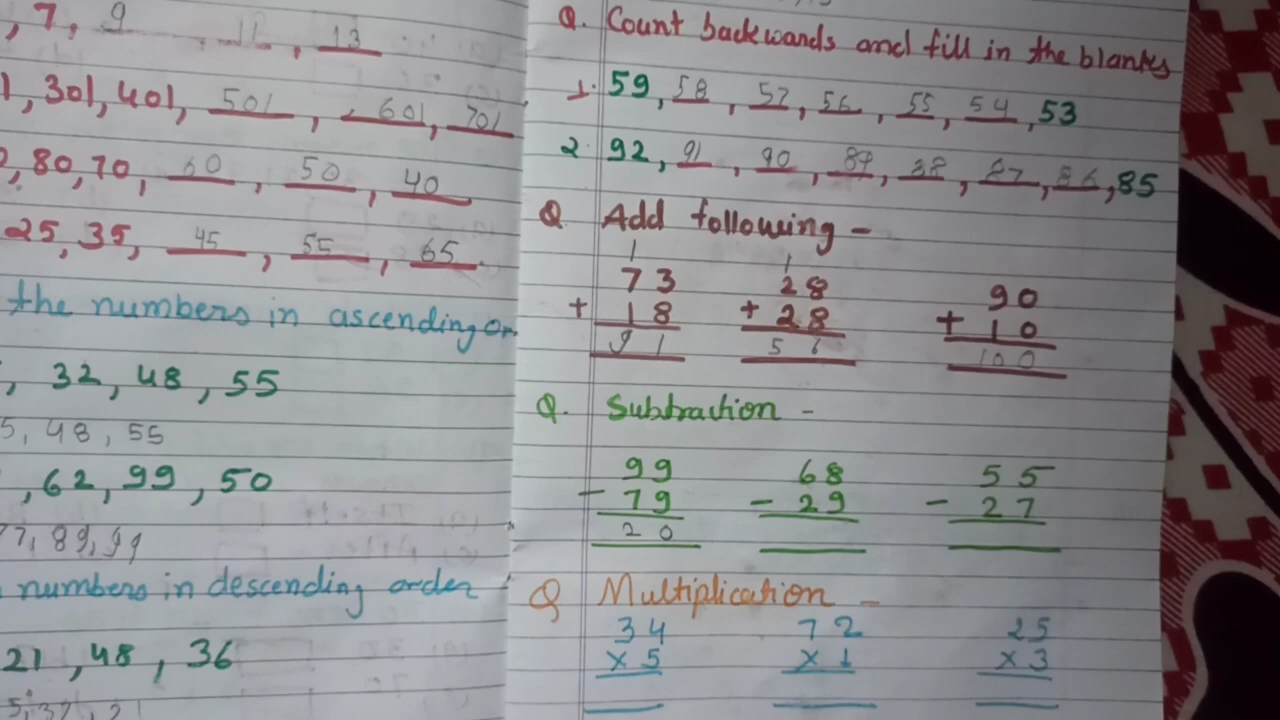 , 7, 9, 11, 13
1, 301, 401, 501, 601, 701
, 80, 70, 60, 50, 40
25, 35, 45, 55, 65.
the numbers in ascending or
, 32, 48, 55
5, 48, 55
, 62, 99, 50
77, 89, 99
numbers in descending order
21, 48, 36
Q. Count backwards and fill in the blanks
1. 59, 58, 57, 56, 55, 54, 53
2 92, 91, 90, 89, 88, 87, 86, 85
Q Add following -
1 1
73 28 90
+ 18 + 28 + 10
91 56 100
Q. Subtraction -
99 68 55
- 79 - 29 - 27
20
Q Multiplication -
34 72 25
x 5 x 1 x 3